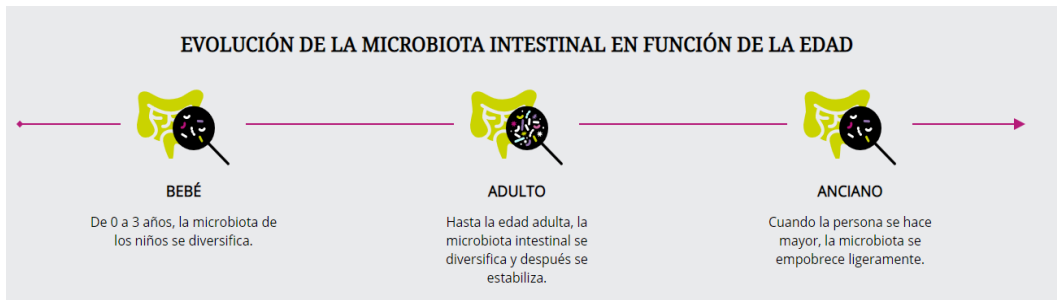 EVOLUCIÓN DE LA MICROBIOTA INTESTINAL EN FUNCIÓN DE LA EDAD
BEBÉ
De 0 a 3 años, la microbiota de
los niños se diversifica.
ADULTO
Hasta la edad adulta, la
microbiota intestinal se
diversifica y después se
estabiliza.
ANCIANO
Cuando la persona se hace
mayor, la microbiota se
empobrece ligeramente.